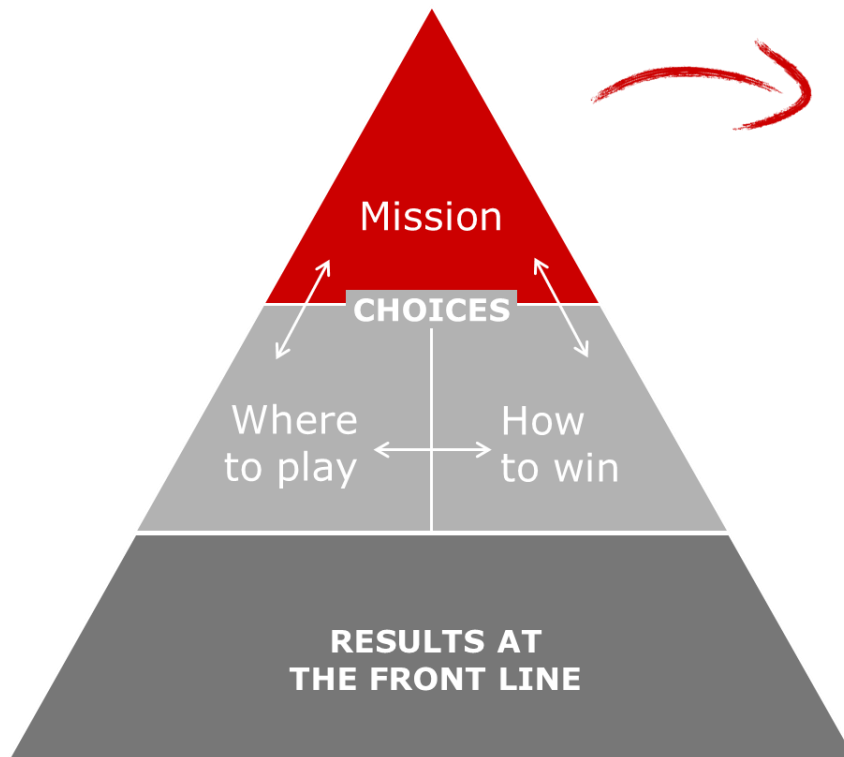 Mission
CHOICES
Where
to play
How
to win
RESULTS AT
THE FRONT LINE